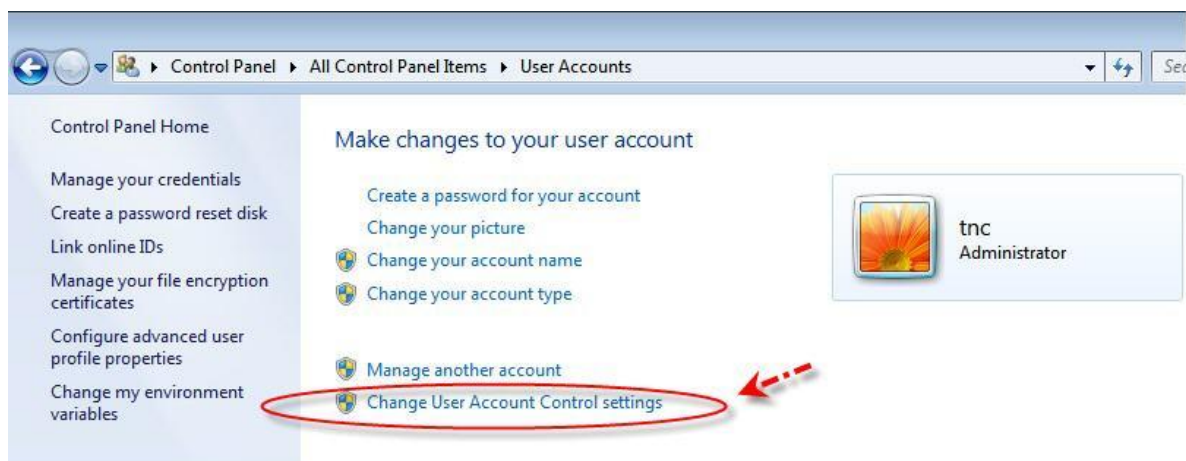 Control Panel ▸ All Control Panel Items ▸ User Accounts
Control Panel Home
Manage your credentials
Create a password reset disk
Link online IDs
Manage your file encryption
certificates
Configure advanced user
profile properties
Change my environment
variables
Make changes to your user account
Create a password for your account
Change your picture
Change your account name
Change your account type
Manage another account
Change User Account Control settings
tnc
Administrator